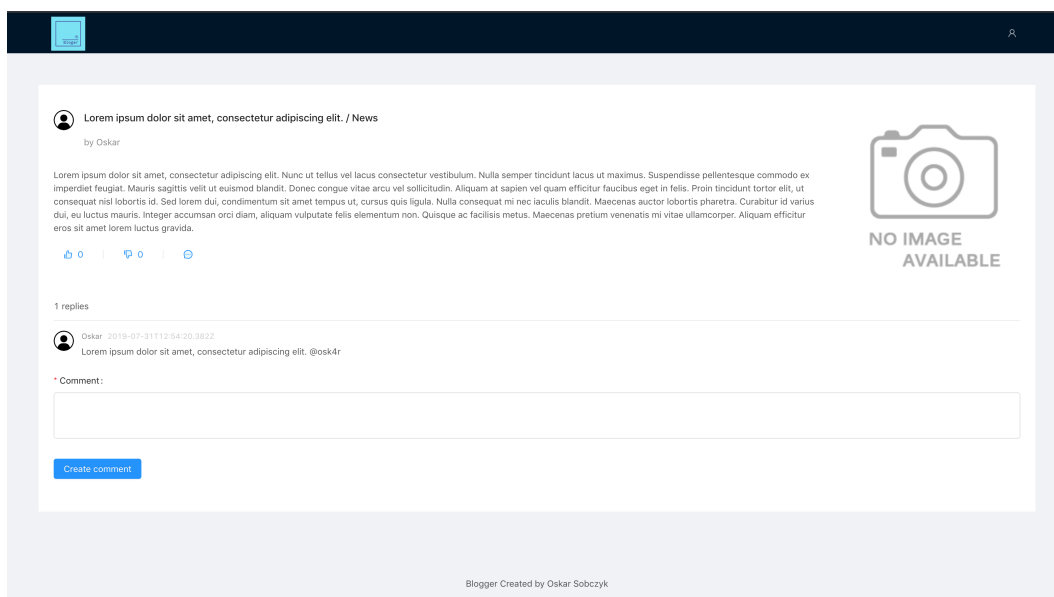 Bloger
Lorem ipsum dolor sit amet, consectetur adipiscing elit. / News
by Oskar
Lorem ipsum dolor sit amet, consectetur adipiscing elit. Nunc ut tellus vel lacus consectetur vestibulum. Nulla semper tincidunt lacus ut maximus. Suspendisse pellentesque commodo ex
imperdiet feugiat. Mauris sagittis velit ut euismod blandit. Donec congue vitae arcu vel sollicitudin. Aliquam at sapien vel quam efficitur faucibus eget in felis. Proin tincidunt tortor elit, ut
consequat nisl lobortis id. Sed lorem dui, condimentum sit amet tempus ut, cursus quis ligula. Nulla consequat mi nec iaculis blandit. Maecenas auctor lobortis pharetra. Curabitur id varius
dui, eu luctus mauris. Integer accumsan orci diam, aliquam vulputate felis elementum non. Quisque ac facilisis metus. Maecenas pretium venenatis mi vitae ullamcorper. Aliquam efficitur
eros sit amet lorem luctus gravida.
NO IMAGE
AVAILABLE
0 0
1 replies
Oskar 2019-07-31T12:54:20.382Z
Lorem ipsum dolor sit amet, consectetur adipiscing elit. @osk4r
* Comment:
Create comment
Blogger Created by Oskar Sobczyk